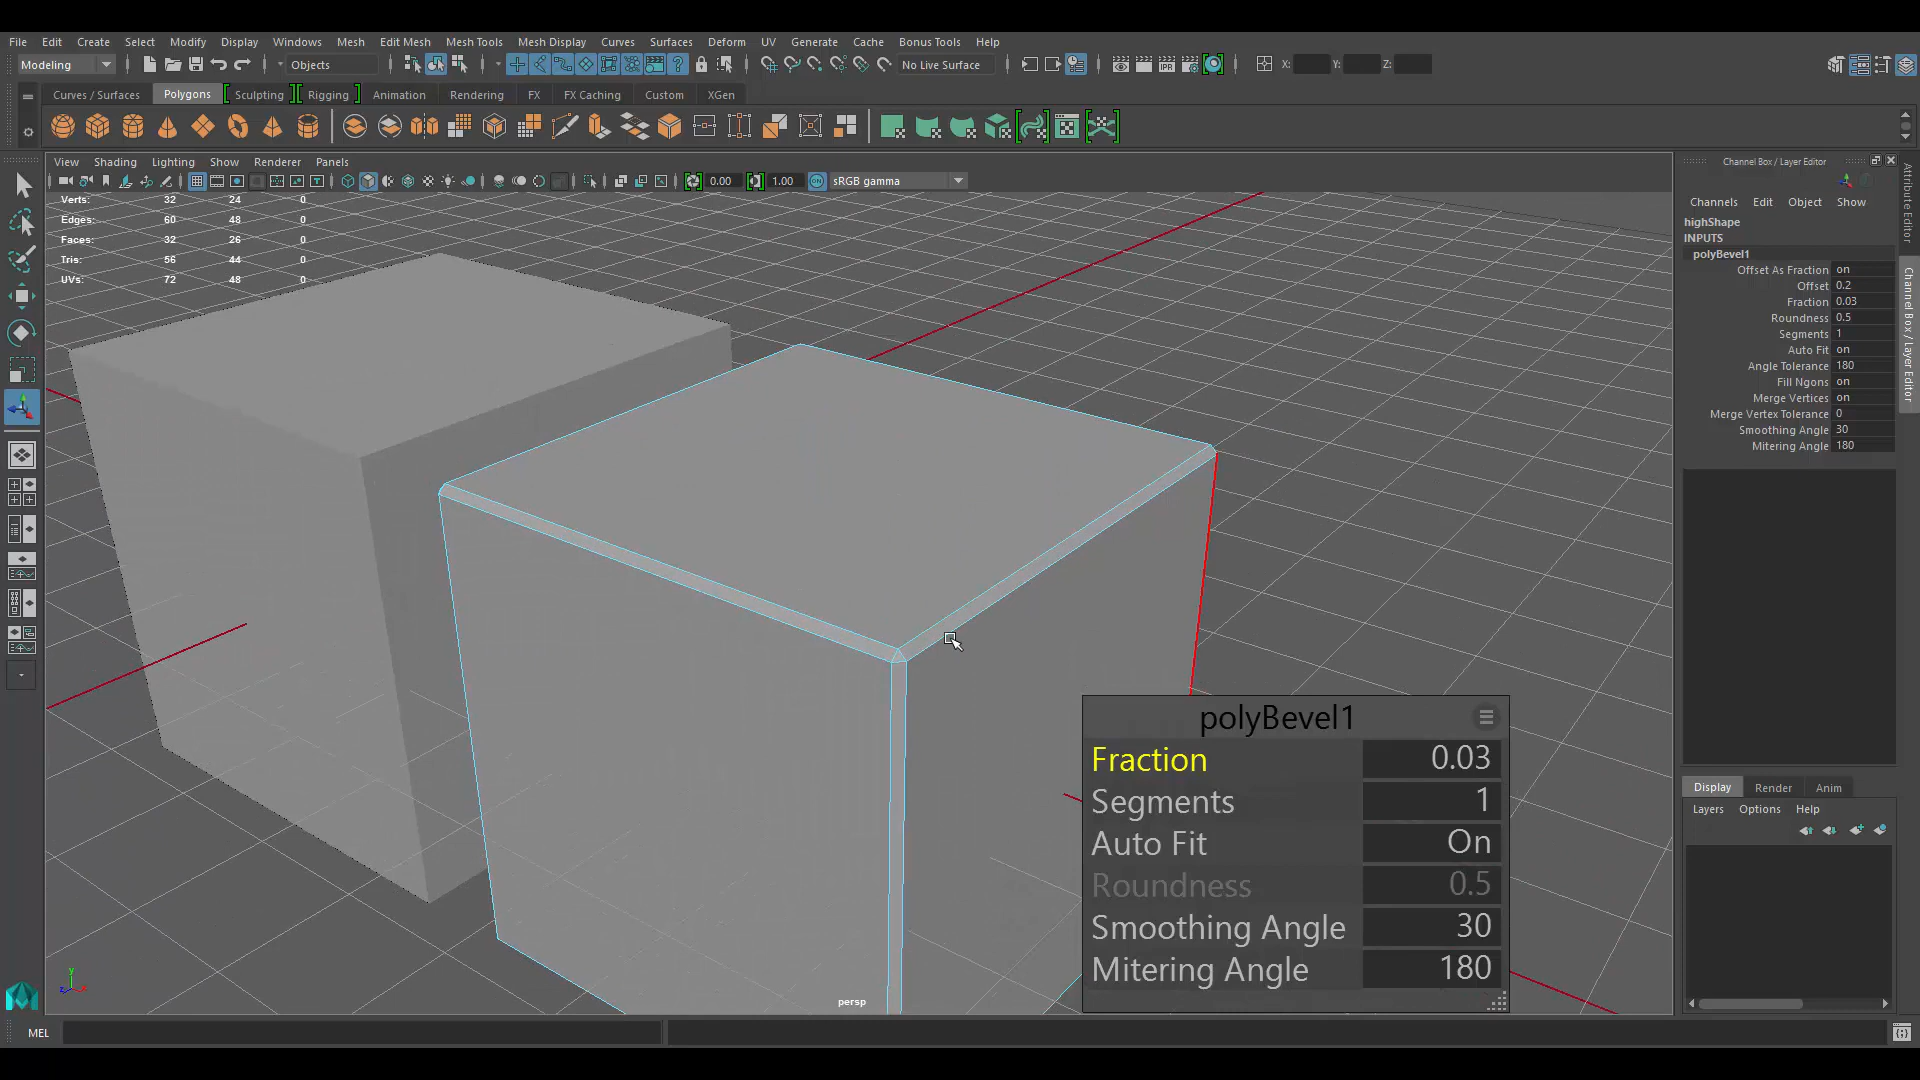 File Edit Create Select Modify Display Windows Mesh Edit Mesh Mesh Tools Mesh Display Curves Surfaces Deform UV Generate Cache Bonus Tools Help
Modeling Objects No Live Surface X: Y: Z:
Curves / Surfaces Polygons Sculpting Rigging Animation Rendering FX FX Caching Custom XGen
View Shading Lighting Show Renderer Panels
0.00 1.00 ON sRGB gamma
Verts: 32 24 0
Edges: 60 48 0
Faces: 32 26 0
Tris: 56 44 0
UVs: 72 48 0
Channel Box / Layer Editor
Channels Edit Object Show
highShape
INPUTS
polyBevel1
Offset As Fraction on
Offset 0.2
Fraction 0.03
Roundness 0.5
Segments 1
Auto Fit on
Angle Tolerance 180
Fill Ngons on
Merge Vertices on
Merge Vertex Tolerance 0
Smoothing Angle 30
Mitering Angle 180
Attribute Editor
Channel Box / Layer Editor
polyBevel1
Fraction 0.03
Segments 1
Auto Fit On
Roundness 0.5
Smoothing Angle 30
Mitering Angle 180
Display Render Anim
Layers Options Help
y
z x
persp
MEL